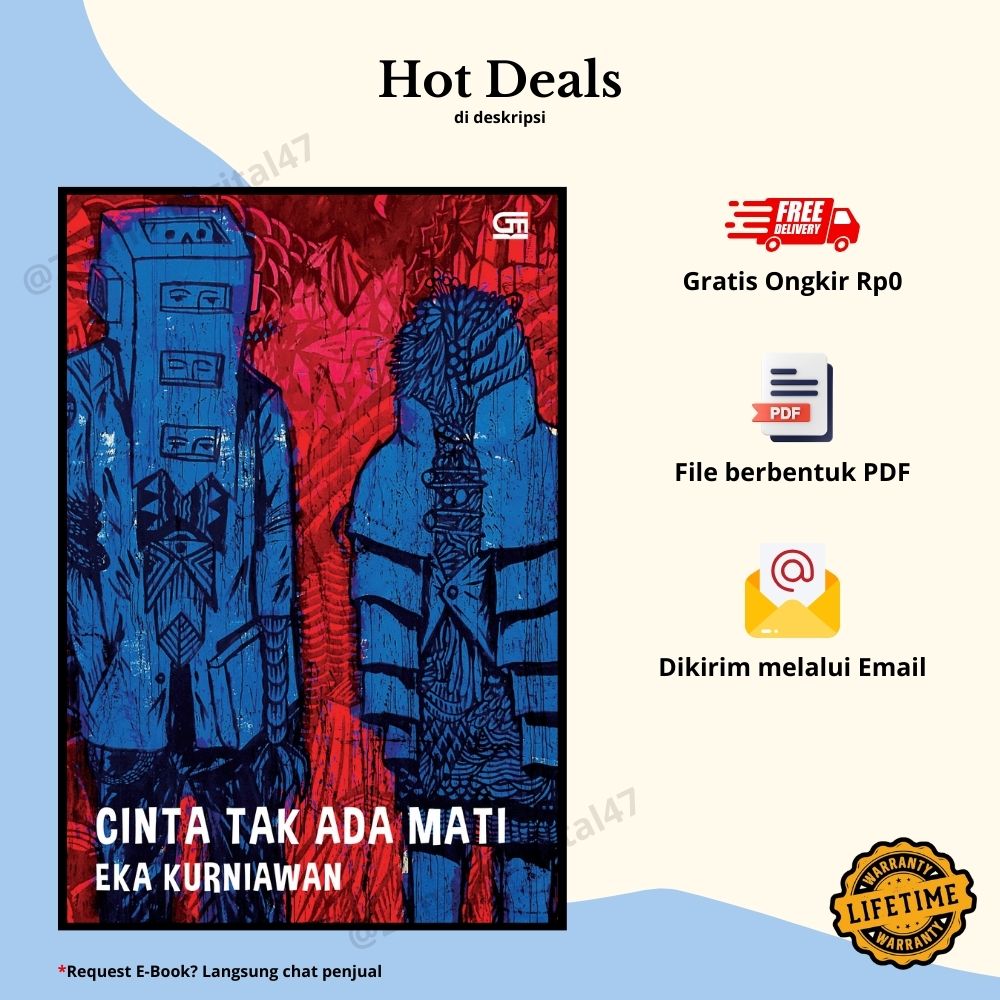 Hot Deals
di deskripsi
FREE
DELIVERY
Gratis Ongkir Rp0
PDF
File berbentuk PDF
@
Dikirim melalui Email
GM
CINTA TAK ADA MATI
EKA KURNIAWAN
WARRANTY
LIFETIME
WARRANTY
*Request E-Book? Langsung chat penjual